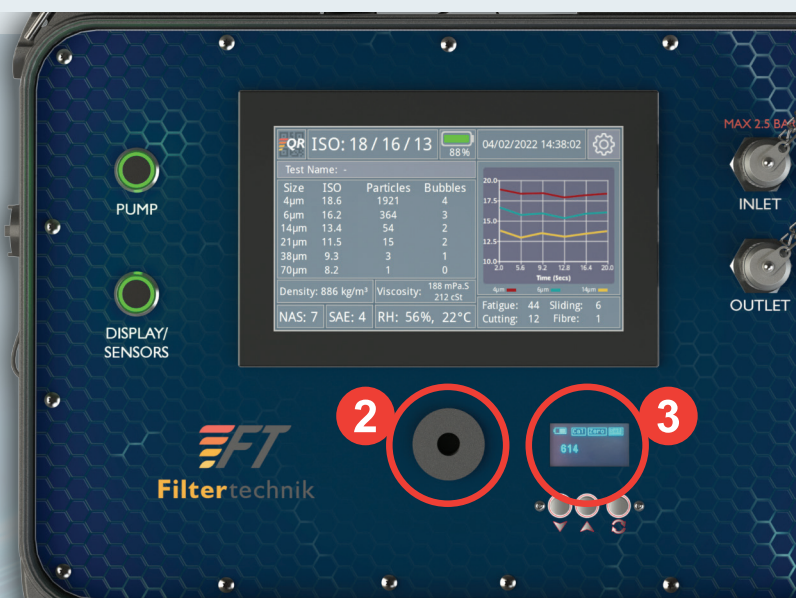 QR
ISO: 18 / 16 / 13
88%
04/02/2022 14:38:02
Test Name: -
Size ISO Particles Bubbles
4µm 18.6 1921 4
6µm 16.2 364 3
14µm 13.4 54 2
21µm 11.5 15 2
38µm 9.3 3 1
70µm 8.2 1 0
Density: 886 kg/m³
Viscosity: 188 mPa.S
212 cSt
NAS: 7
SAE: 4
RH: 56%, 22°C
20.0
17.5
15.0
12.5
10.0
2.0 5.6 9.2 12.8 16.4 20.0
Time (Secs)
4µm 6µm 14µm
Fatigue: 44 Sliding: 6
Cutting: 12 Fibre: 1
PUMP
DISPLAY/
SENSORS
MAX 2.5 BA
INLET
OUTLET
2
3
Cal Zero
614
FT
Filtertechnik